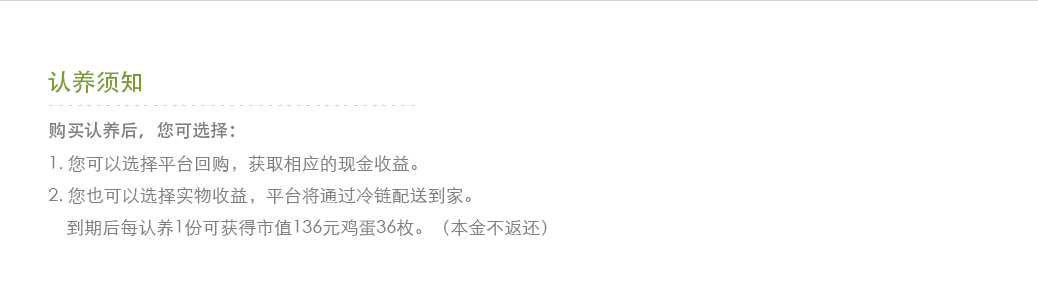 认养须知
购买认养后，您可选择：
1. 您可以选择平台回购，获取相应的现金收益。
2. 您也可以选择实物收益，平台将通过冷链配送到家。
到期后每认养1份可获得市值136元鸡蛋36枚。（本金不返还）